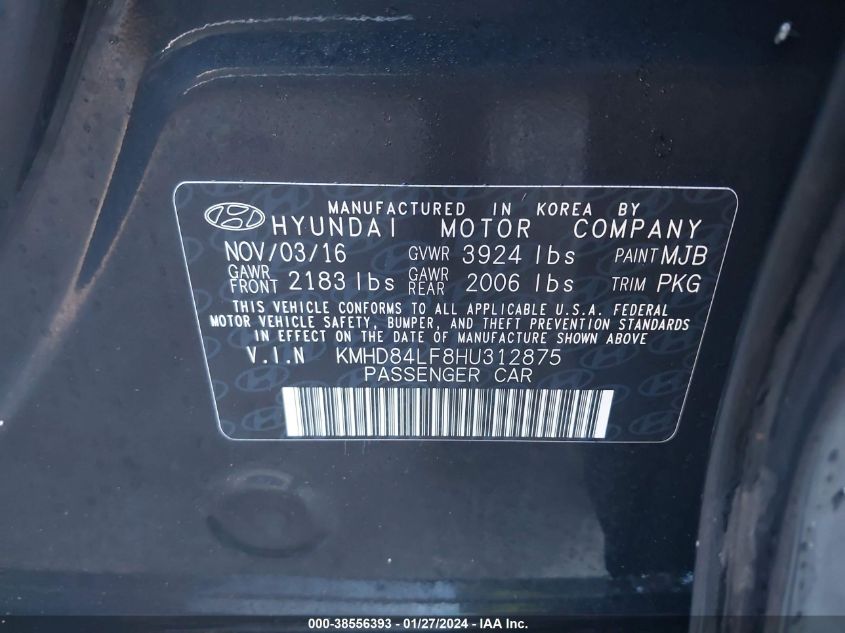 MANUFACTURED IN KOREA BY
HYUNDAI MOTOR COMPANY
NOV/03/16 GVWR 3924 lbs PAINT MJB
GAWR FRONT 2183 lbs GAWR REAR 2006 lbs TRIM PKG
THIS VEHICLE CONFORMS TO ALL APPLICABLE U.S.A. FEDERAL
MOTOR VEHICLE SAFETY, BUMPER, AND THEFT PREVENTION STANDARDS
IN EFFECT ON THE DATE OF MANUFACTURE SHOWN ABOVE
V.I.N KMHD84LF8HU312875
PASSENGER CAR
000-38556393 - 01/27/2024 - IAA Inc.